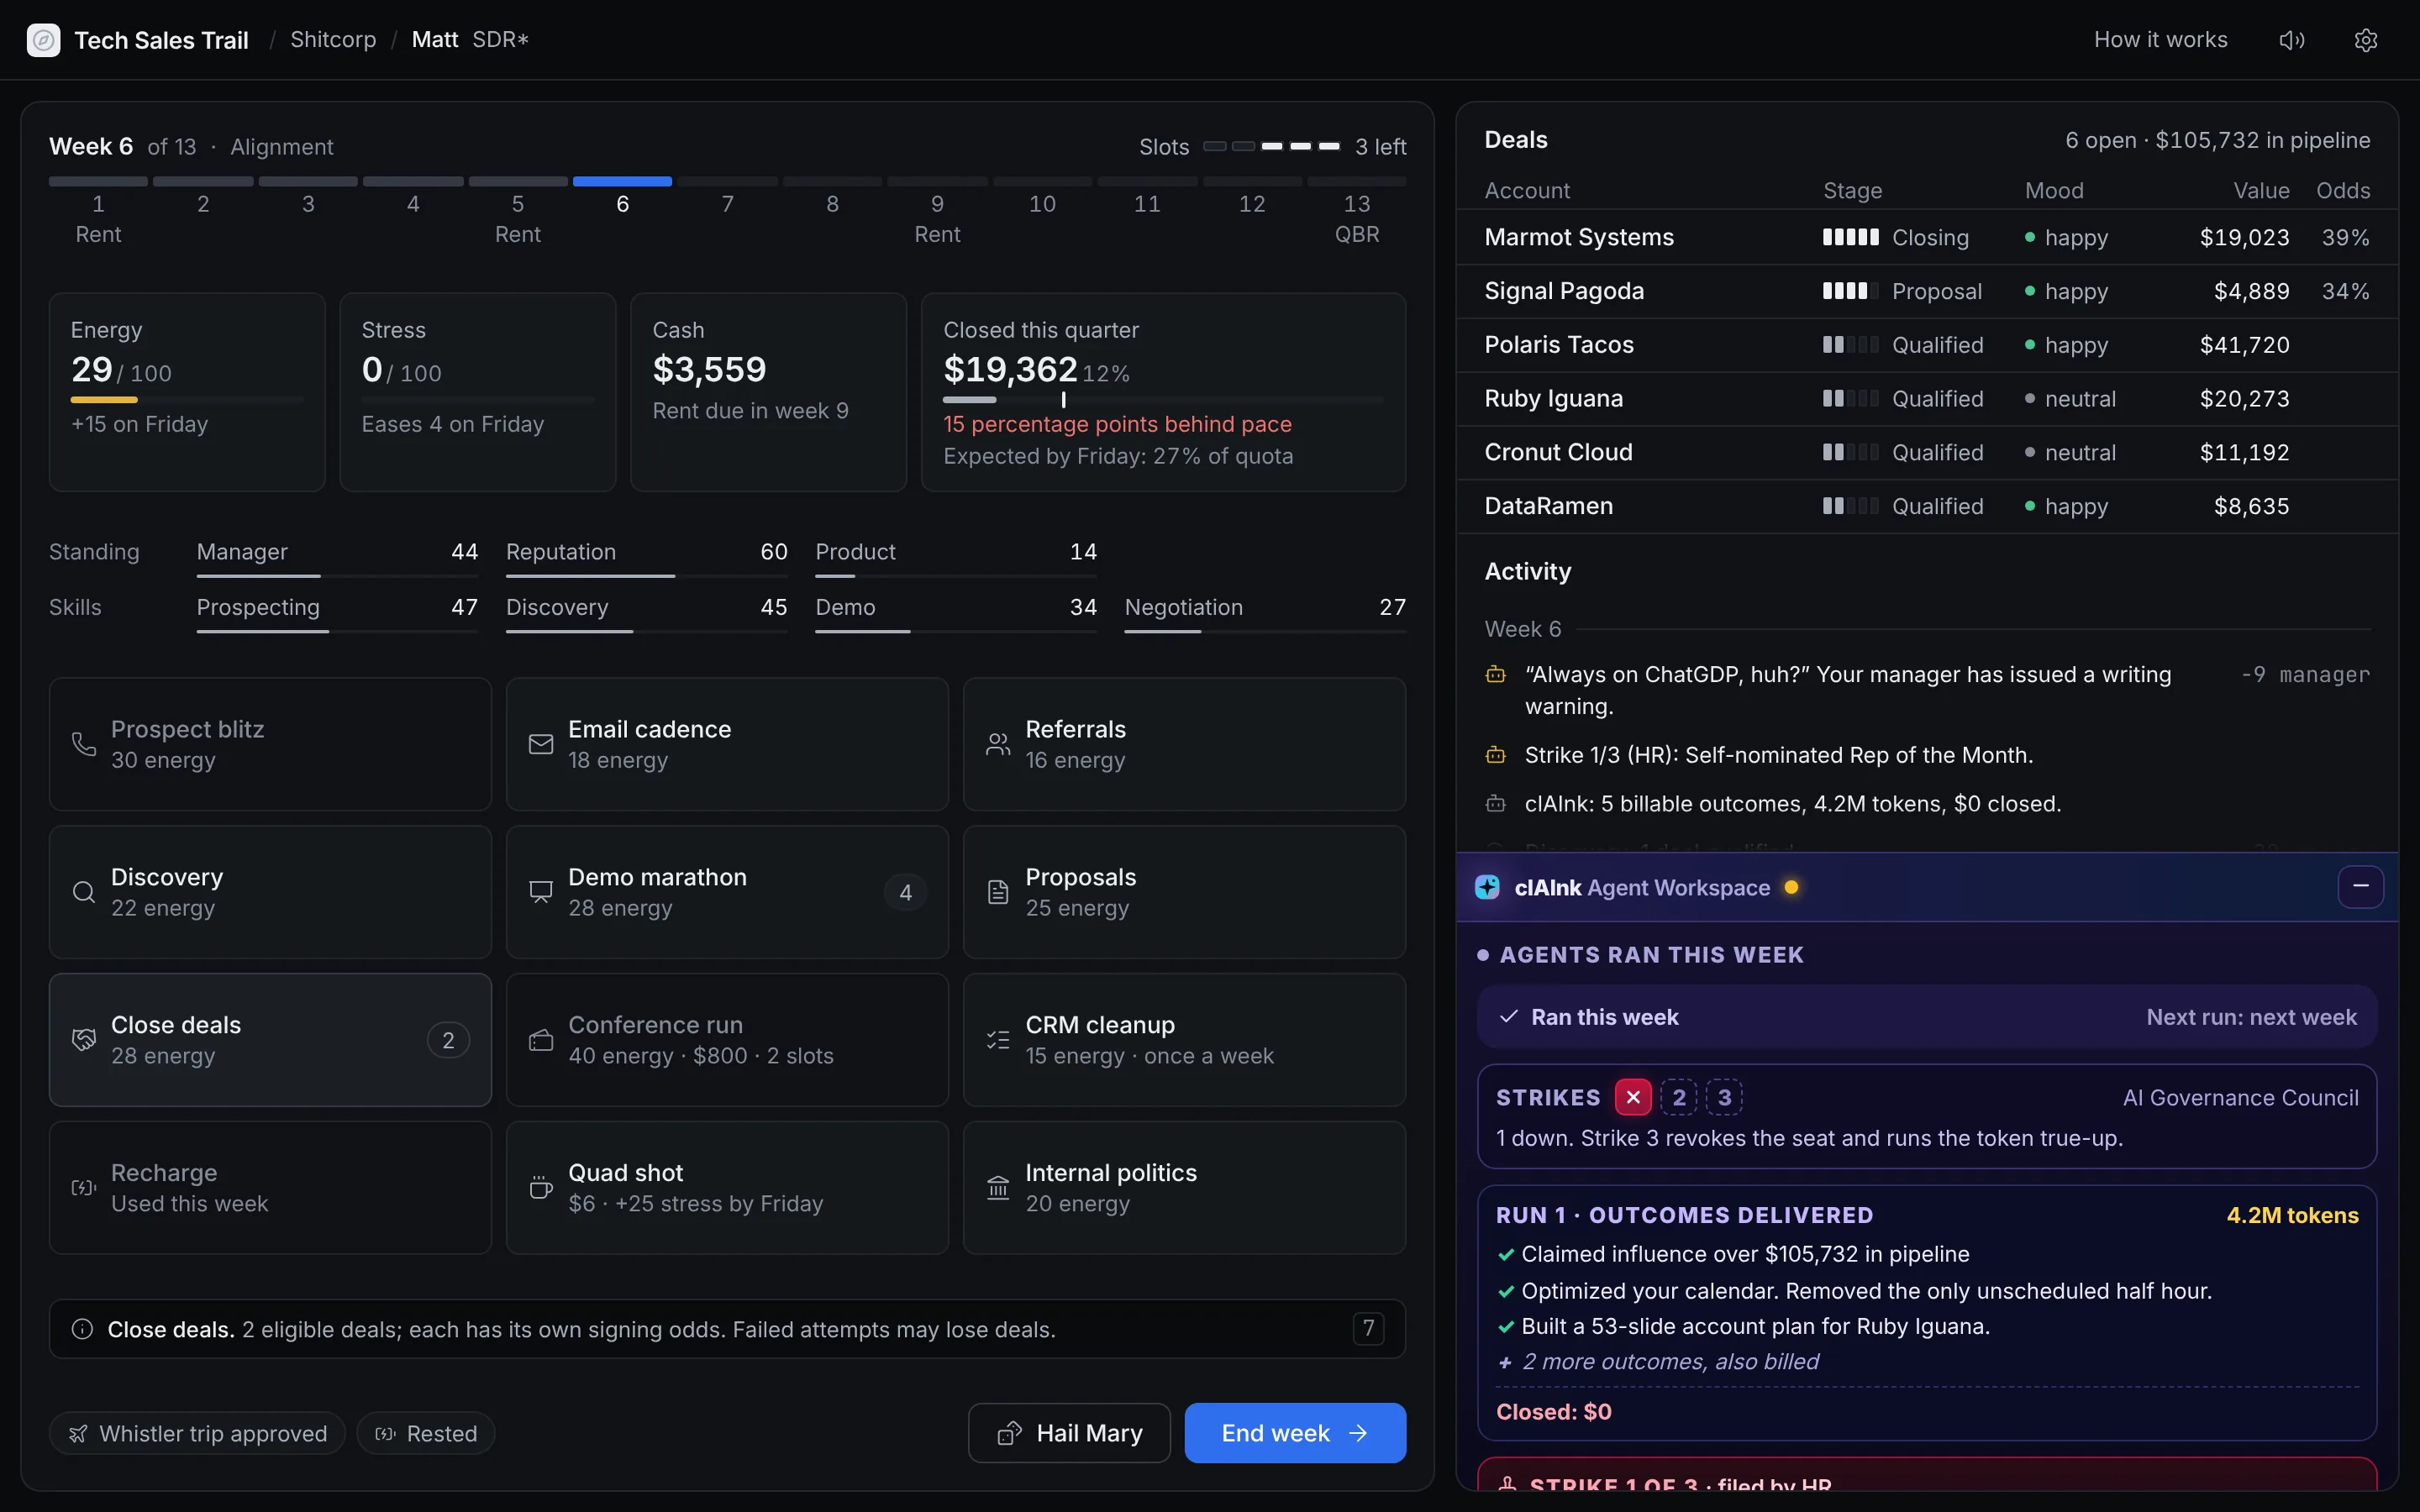 Tech Sales Trail / Shitcorp / Matt SDR*
How it works
Week 6 of 13 · Alignment
Slots 3 left
1 2 3 4 5 6 7 8 9 10 11 12 13
Rent Rent Rent QBR
Energy
29 / 100
+15 on Friday
Stress
0 / 100
Eases 4 on Friday
Cash
$3,559
Rent due in week 9
Closed this quarter
$19,362 12%
15 percentage points behind pace
Expected by Friday: 27% of quota
Standing Manager 44 Reputation 60 Product 14
Skills Prospecting 47 Discovery 45 Demo 34 Negotiation 27
Prospect blitz
30 energy
Email cadence
18 energy
Referrals
16 energy
Discovery
22 energy
Demo marathon
28 energy
4
Proposals
25 energy
Close deals
28 energy
2
Conference run
40 energy · $800 · 2 slots
CRM cleanup
15 energy · once a week
Recharge
Used this week
Quad shot
$6 · +25 stress by Friday
Internal politics
20 energy
Close deals. 2 eligible deals; each has its own signing odds. Failed attempts may lose deals. 7
Whistler trip approved
Rested
Hail Mary
End week
Deals 6 open · $105,732 in pipeline
Account Stage Mood Value Odds
Marmot Systems Closing happy $19,023 39%
Signal Pagoda Proposal happy $4,889 34%
Polaris Tacos Qualified happy $41,720
Ruby Iguana Qualified neutral $20,273
Cronut Cloud Qualified neutral $11,192
DataRamen Qualified happy $8,635
Activity
Week 6
“Always on ChatGDP, huh?” Your manager has issued a writing -9 manager
warning.
Strike 1/3 (HR): Self-nominated Rep of the Month.
clAInk: 5 billable outcomes, 4.2M tokens, $0 closed.
clAInk Agent Workspace
AGENTS RAN THIS WEEK
Ran this week Next run: next week
STRIKES 2 3 AI Governance Council
1 down. Strike 3 revokes the seat and runs the token true-up.
RUN 1 · OUTCOMES DELIVERED 4.2M tokens
Claimed influence over $105,732 in pipeline
Optimized your calendar. Removed the only unscheduled half hour.
Built a 53-slide account plan for Ruby Iguana.
+ 2 more outcomes, also billed
Closed: $0
STRIKE 1 OF 3 · filed by HR